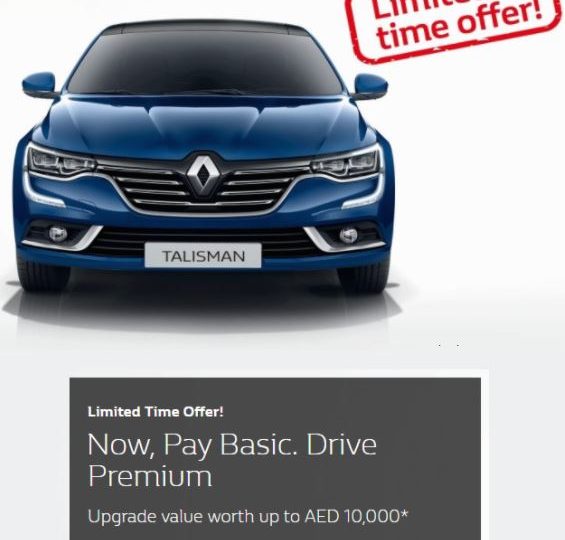 Limited
time offer!
TALISMAN
Limited Time Offer!
Now, Pay Basic. Drive
Premium
Upgrade value worth up to AED 10,000*